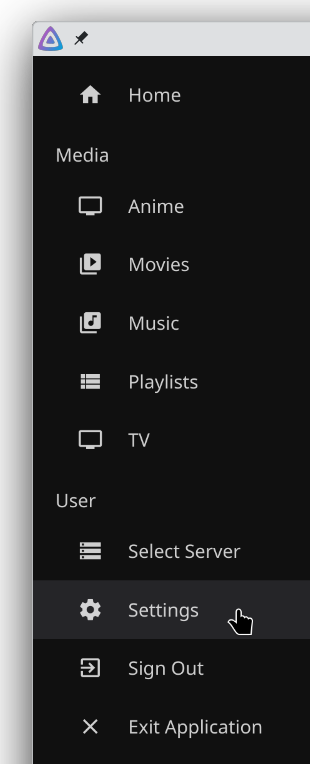 Home
Media
Anime
Movies
Music
Playlists
TV
User
Select Server
Settings
Sign Out
Exit Application